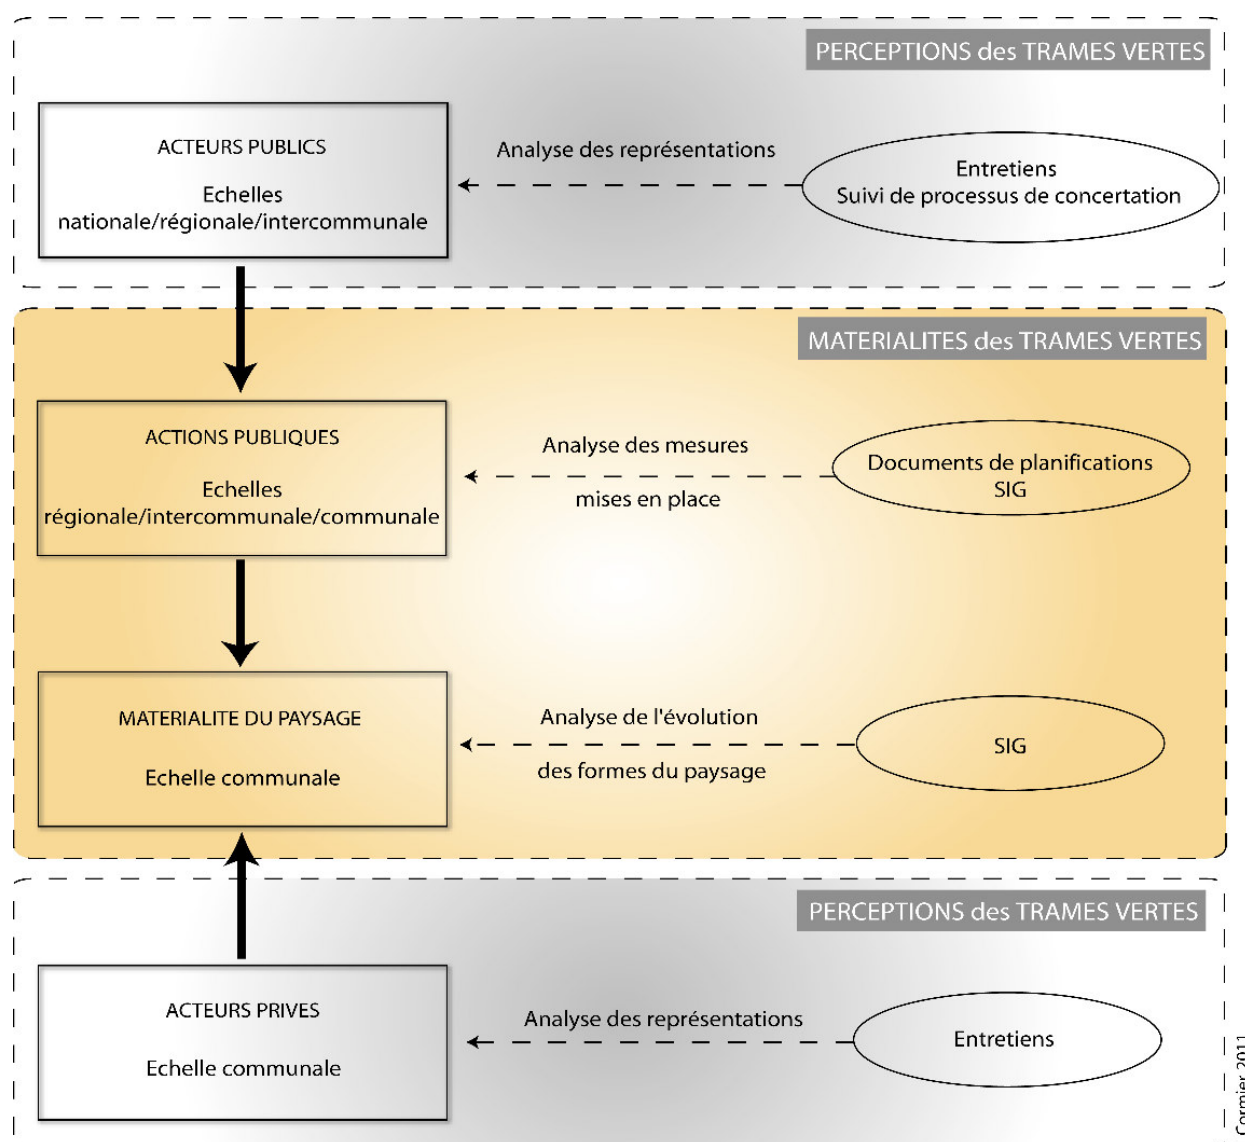 PERCEPTIONS des TRAMES VERTES
ACTEURS PUBLICS
Echelles
nationale/régionale/intercommunale
Analyse des représentations
Entretiens
Suivi de processus de concertation
MATERIALITES des TRAMES VERTES
ACTIONS PUBLIQUES
Echelles
régionale/intercommunale/communale
Analyse des mesures
mises en place
Documents de planifications
SIG
MATERIALITE DU PAYSAGE
Echelle communale
Analyse de l'évolution
des formes du paysage
SIG
PERCEPTIONS des TRAMES VERTES
ACTEURS PRIVES
Echelle communale
Analyse des représentations
Entretiens
Cormier 2011